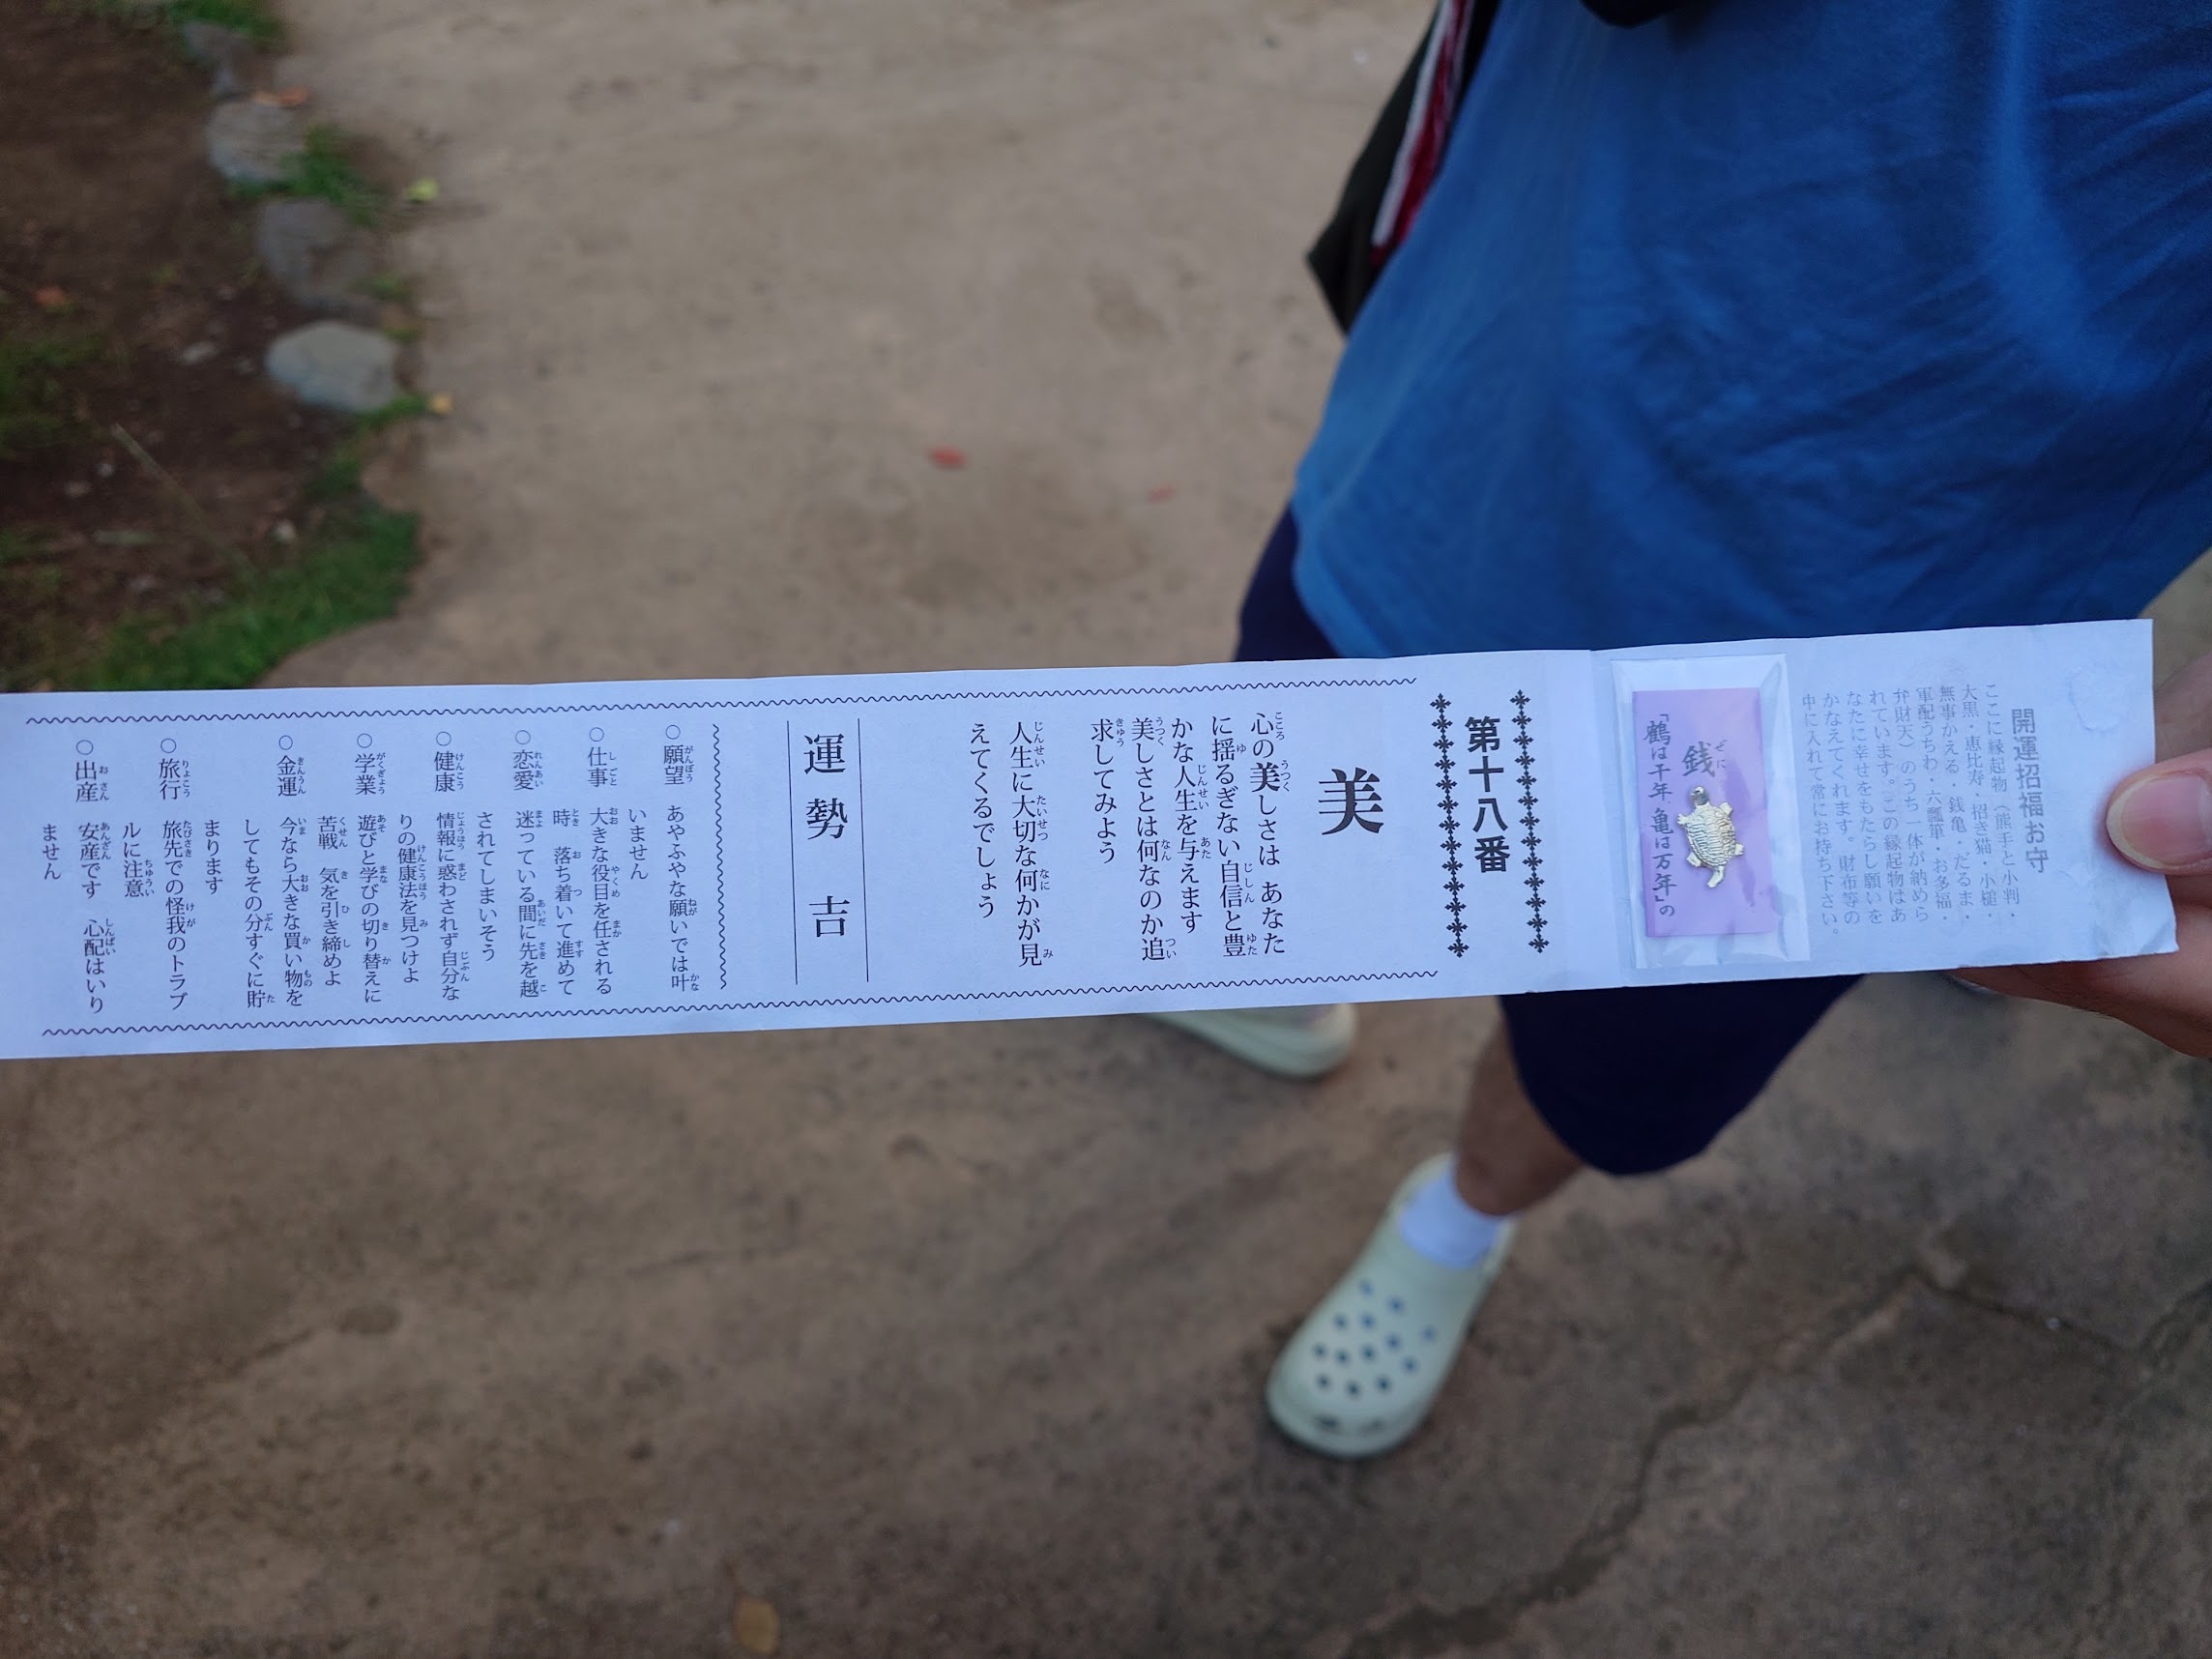 開運招福お守
ここに縁起物（熊手と小判・
大黒・恵比寿・招き猫・小槌・
無事かえる・銭亀・だるま・
軍配うちわ・六瓢箪・お多福・
弁財天）のうち一体が納めら
れています。この縁起物はあ
なたに幸せをもたらし願いを
かなえてくれます。財布等の
中に入れて常にお持ち下さい。
銭
ぜに
「鶴は千年、亀は万年」の
第十八番
美
心の美しさは あなた
に揺るぎない自信と豊
かな人生を与えます
美しさとは何なのか追
求してみよう
人生に大切な何かが見
えてくるでしょう
運勢 吉
○願望 あやふやな願いでは叶
いません
○仕事 大きな役目を任される
時 落ち着いて進めて
○恋愛 迷っている間に先を越
されてしまいそう
○健康 情報に惑わされず自分な
りの健康法を見つけよ
○学業 遊びと学びの切り替えに
苦戦 気を引き締めよ
○金運 今なら大きな買い物を
してもその分すぐに貯
まります
○旅行 旅先での怪我のトラブ
ルに注意
○出産 安産です 心配はいり
ません